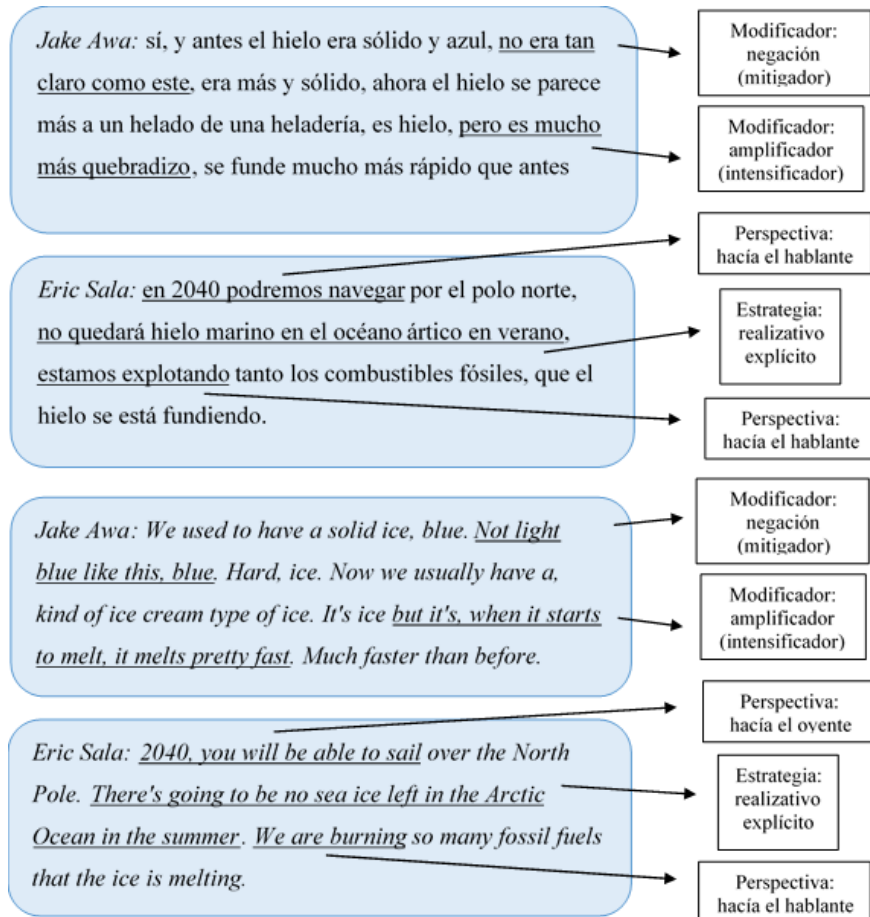 Jake Awa: sí, y antes el hielo era sólido y azul, no era tan
claro como este, era más y sólido, ahora el hielo se parece
más a un helado de una heladería, es hielo, pero es mucho
más quebradizo, se funde mucho más rápido que antes
Modificador:
negación
(mitigador)
Modificador:
amplificador
(intensificador)
Eric Sala: en 2040 podremos navegar por el polo norte,
no quedará hielo marino en el océano ártico en verano,
estamos explotando tanto los combustibles fósiles, que el
hielo se está fundiendo.
Perspectiva:
hacía el hablante
Estrategia:
realizativo
explícito
Perspectiva:
hacía el hablante
Jake Awa: We used to have a solid ice, blue. Not light
blue like this, blue. Hard, ice. Now we usually have a,
kind of ice cream type of ice. It's ice but it's, when it starts
to melt, it melts pretty fast. Much faster than before.
Modificador:
negación
(mitigador)
Modificador:
amplificador
(intensificador)
Eric Sala: 2040, you will be able to sail over the North
Pole. There's going to be no sea ice left in the Arctic
Ocean in the summer. We are burning so many fossil fuels
that the ice is melting.
Perspectiva:
hacía el oyente
Estrategia:
realizativo
explícito
Perspectiva:
hacía el hablante